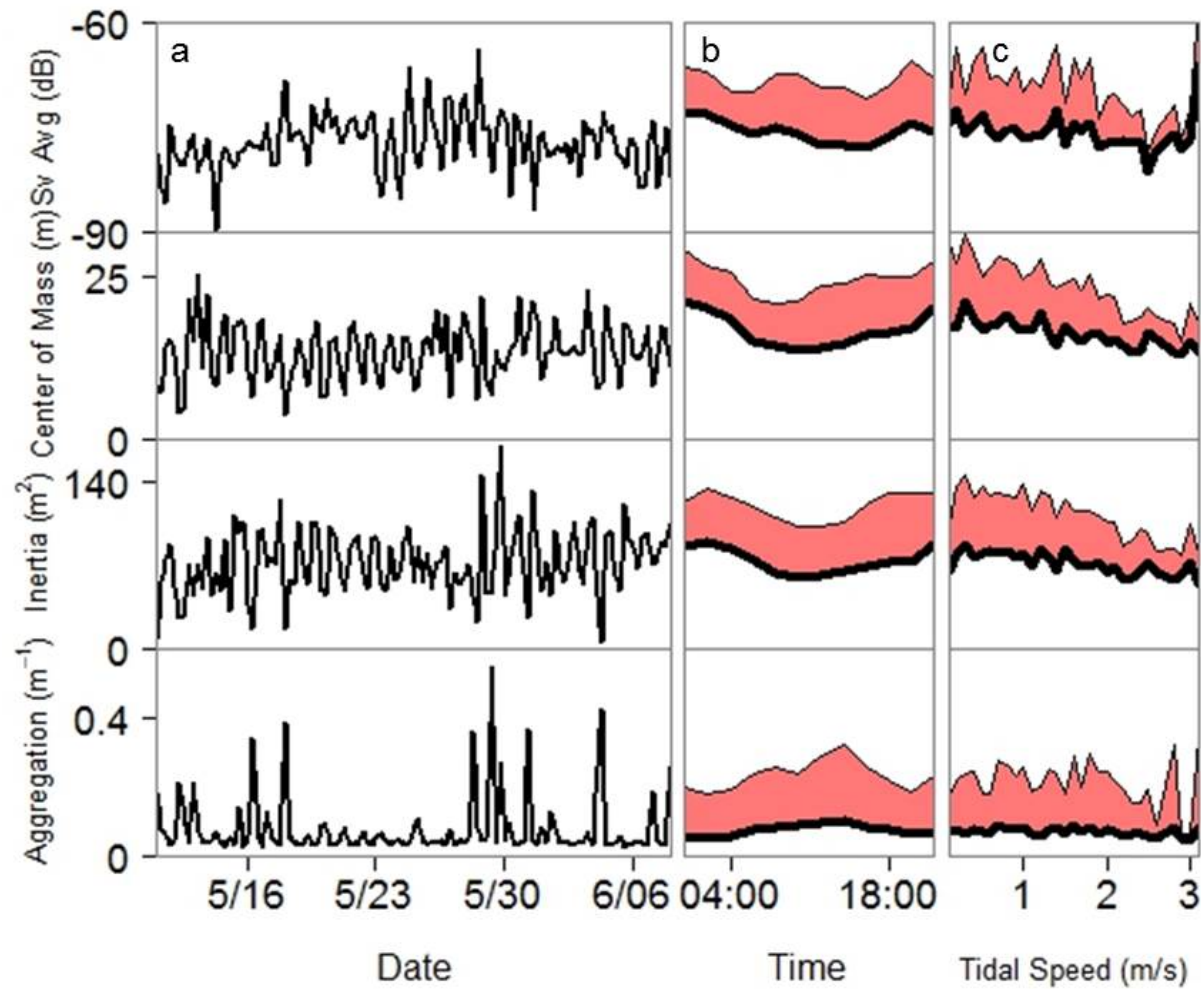 a
b
c
-60
Sv Avg (dB)
-90
25
Center of Mass (m)
0
140
Inertia (m²)
0
0.4
Aggregation (m⁻¹)
0
5/16 5/23 5/30 6/06 04:00 18:00 1 2 3
Date Time Tidal Speed (m/s)